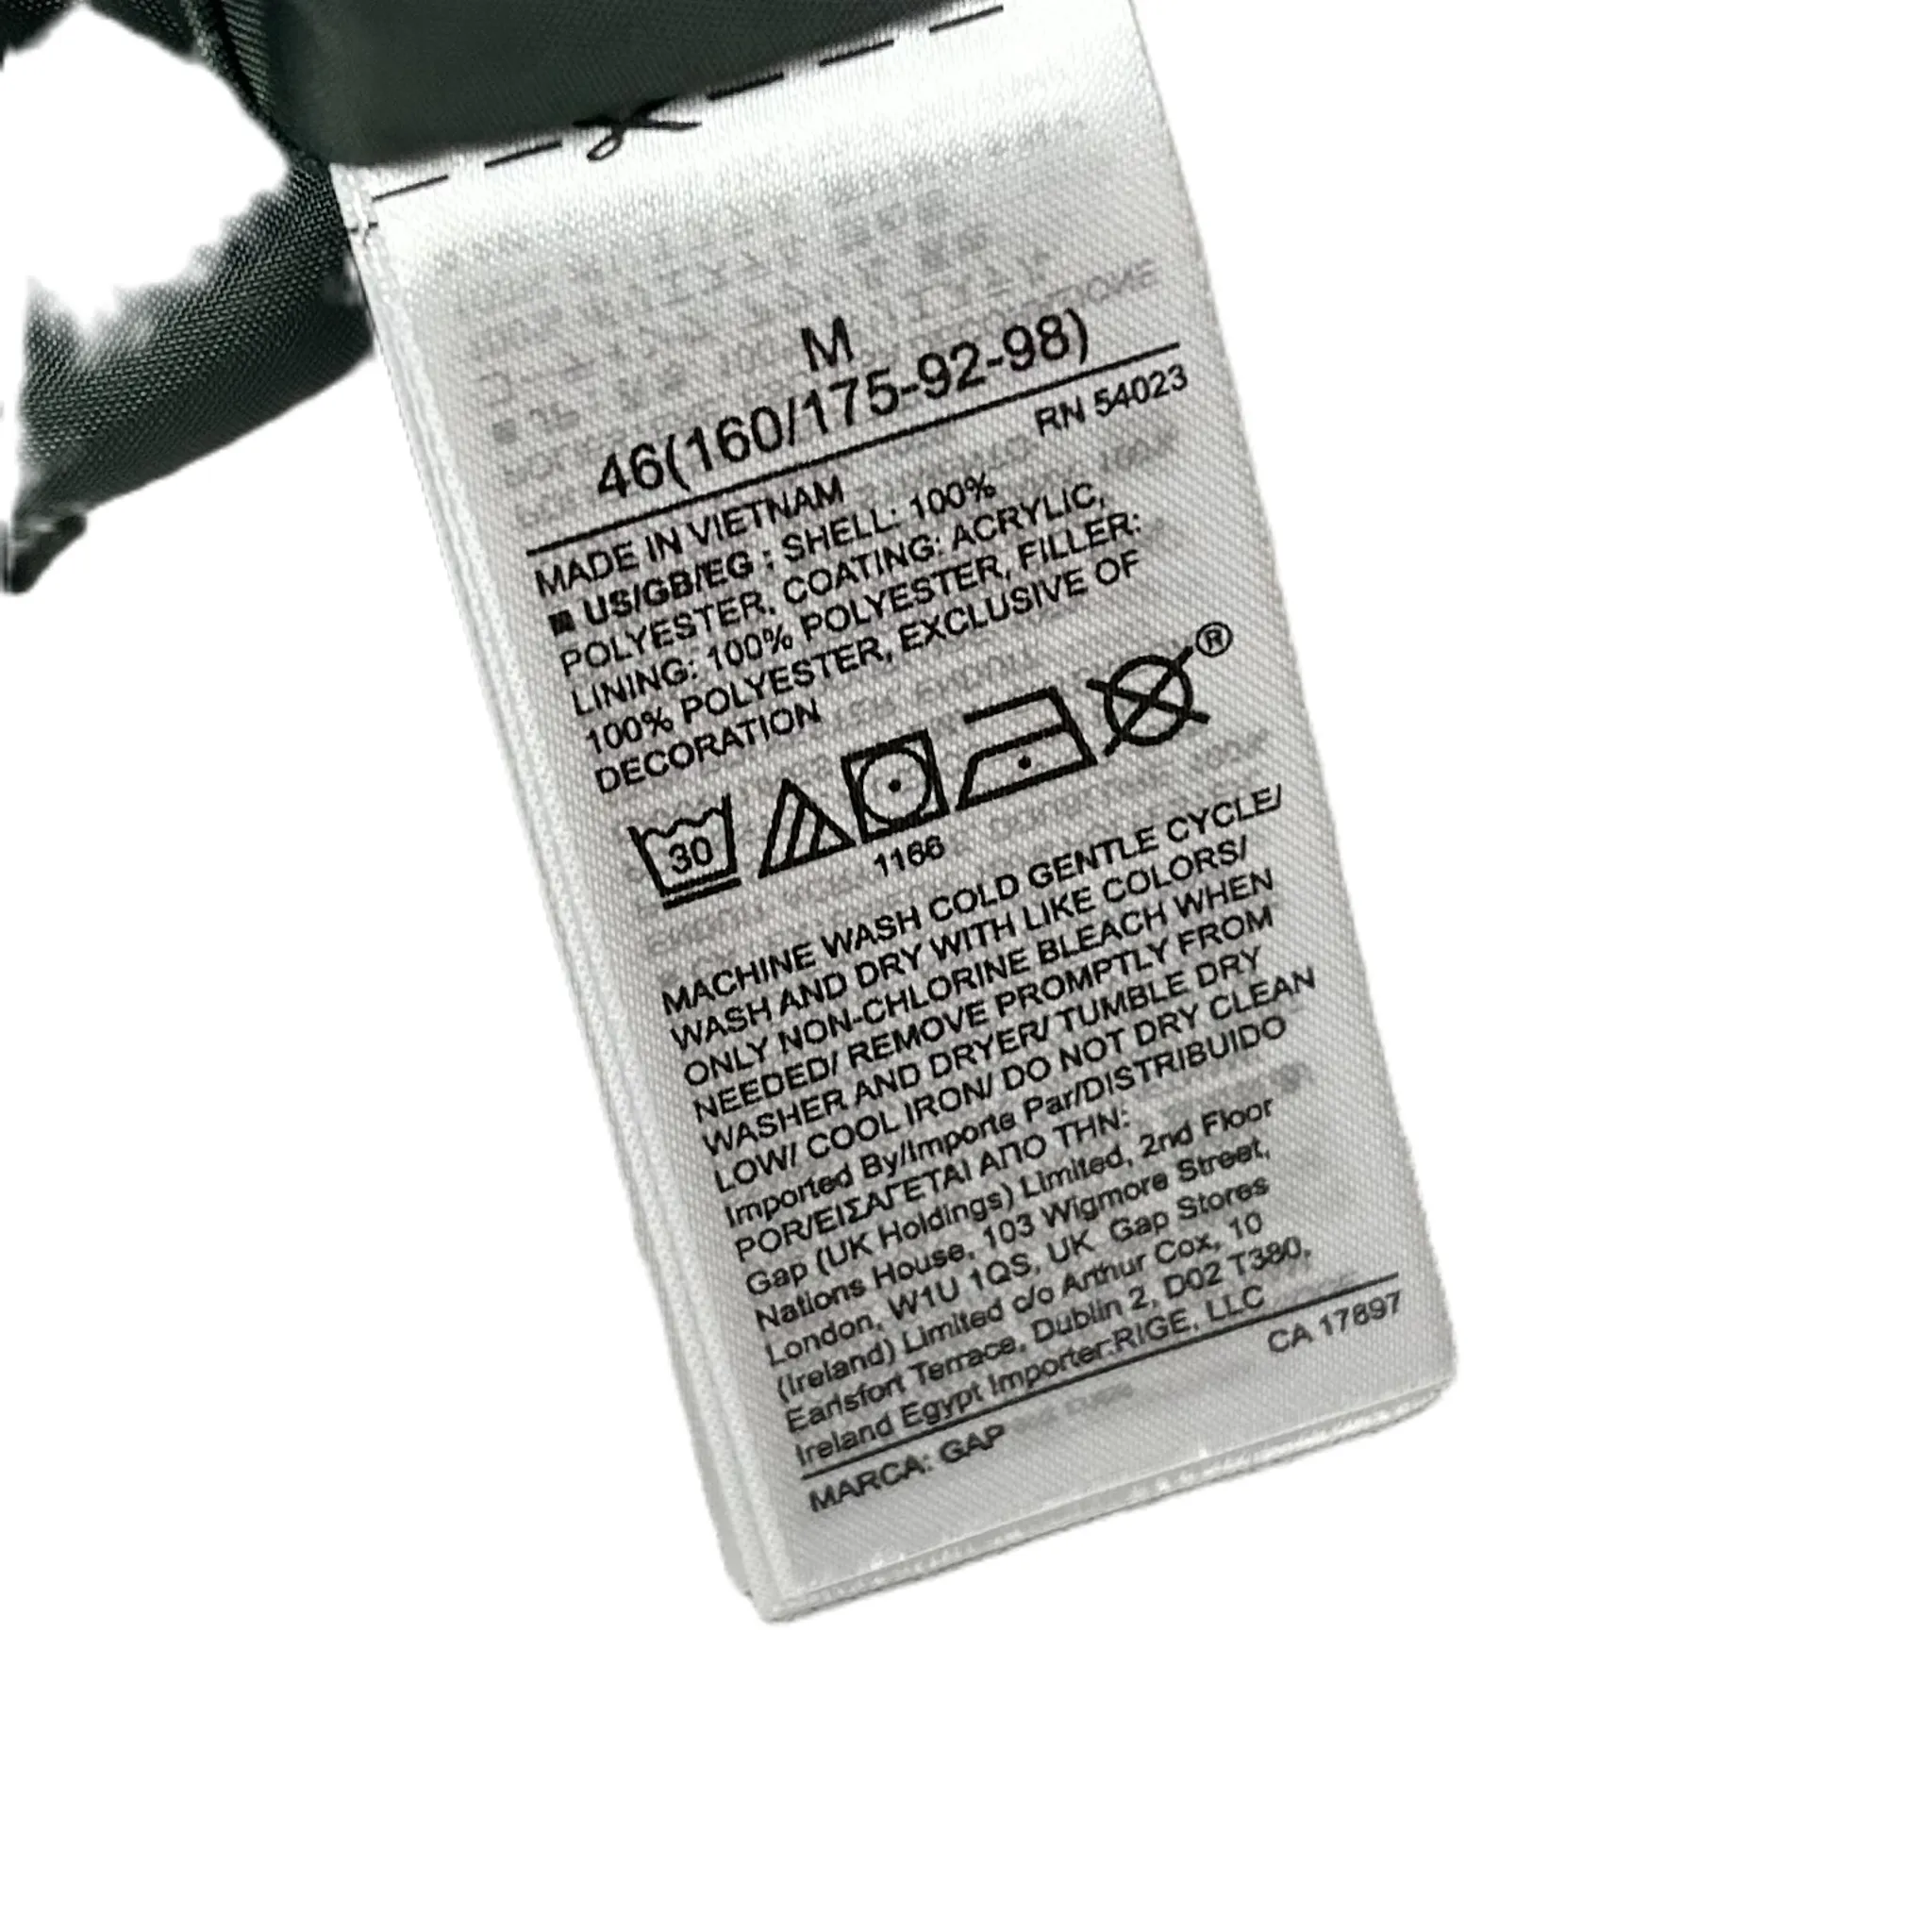 M
46(160/175-92-98)
RN 54023
MADE IN VIETNAM
■ US/GB/EG : SHELL: 100%
POLYESTER, COATING: ACRYLIC,
LINING: 100% POLYESTER, FILLER:
100% POLYESTER, EXCLUSIVE OF
DECORATION
30
®
1166
MACHINE WASH COLD GENTLE CYCLE/
WASH AND DRY WITH LIKE COLORS/
ONLY NON-CHLORINE BLEACH WHEN
NEEDED/ REMOVE PROMPTLY FROM
WASHER AND DRYER/ TUMBLE DRY
LOW/ COOL IRON/ DO NOT DRY CLEAN
Imported By/Importe Par/DISTRIBUIDO
POR/ΕΙΣΑΓΕΤΑΙ ΑΠΟ ΤΗΝ:
Gap (UK Holdings) Limited, 2nd Floor
Nations House, 103 Wigmore Street,
London, W1U 1QS, UK Gap Stores
(Ireland) Limited c/o Arthur Cox, 10
Earlsfort Terrace, Dublin 2, D02 T380,
Ireland Egypt Importer:RIGE, LLC
CA 17897
MARCA: GAP